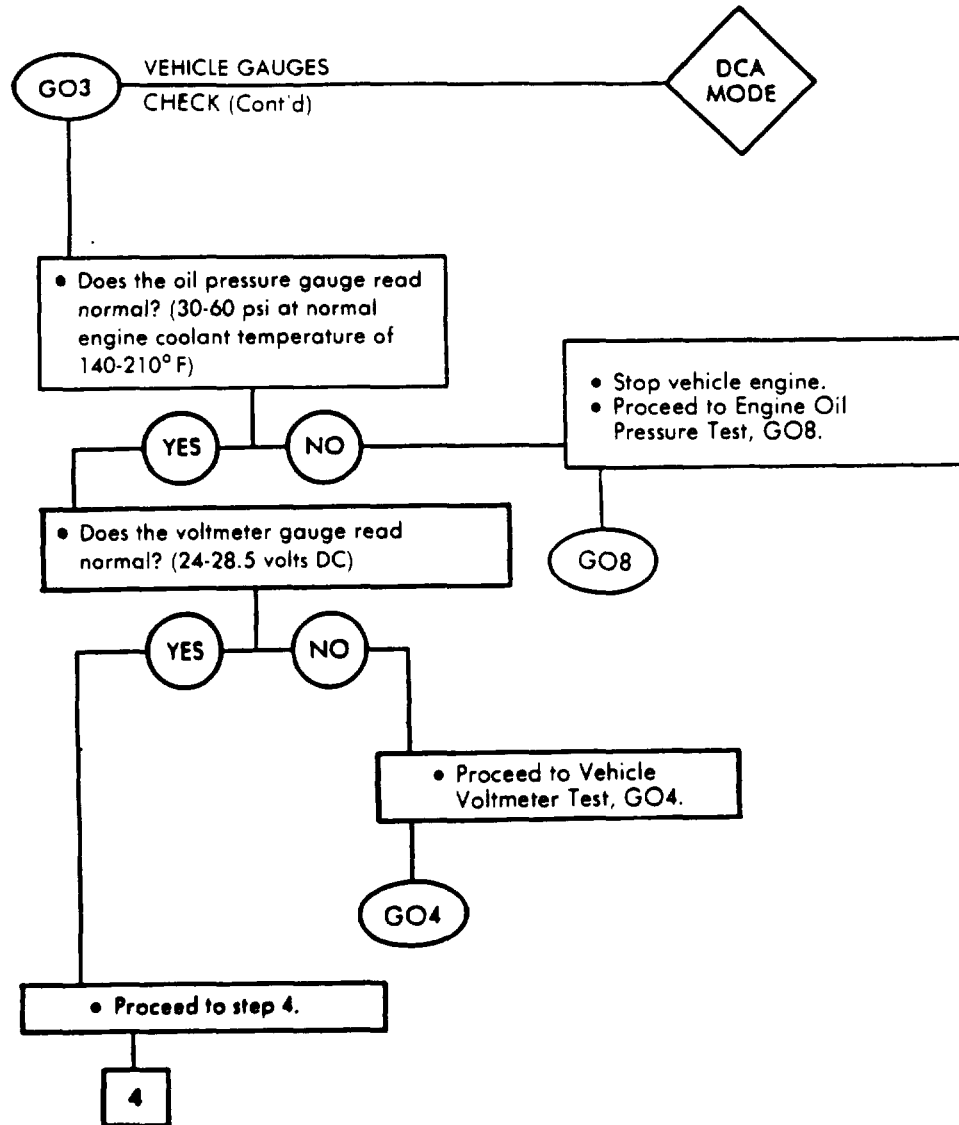 GO3
VEHICLE GAUGES
CHECK (Cont'd)
DCA
MODE
• Does the oil pressure gauge read
normal? (30-60 psi at normal
engine coolant temperature of
140-210° F)
YES
NO
• Stop vehicle engine.
• Proceed to Engine Oil
Pressure Test, GO8.
GO8
• Does the voltmeter gauge read
normal? (24-28.5 volts DC)
YES
NO
• Proceed to Vehicle
Voltmeter Test, GO4.
GO4
• Proceed to step 4.
4